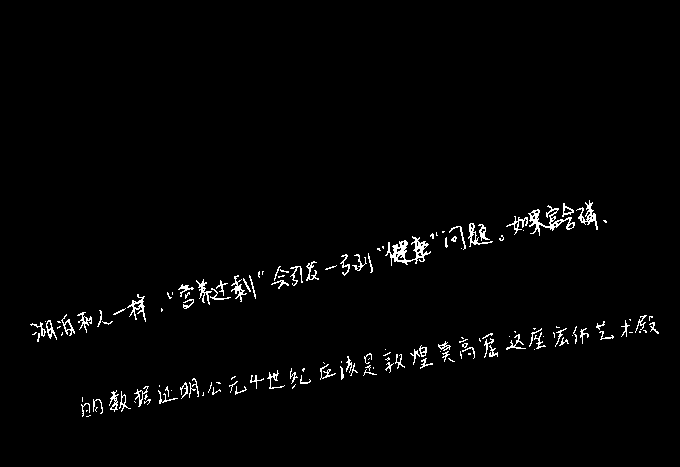 湖泊和人一样,“营养过剩”会引发一系列“健康”问题。如果富含磷、
的数据证明,公元4世纪应该是敦煌莫高窟这座宏伟艺术殿